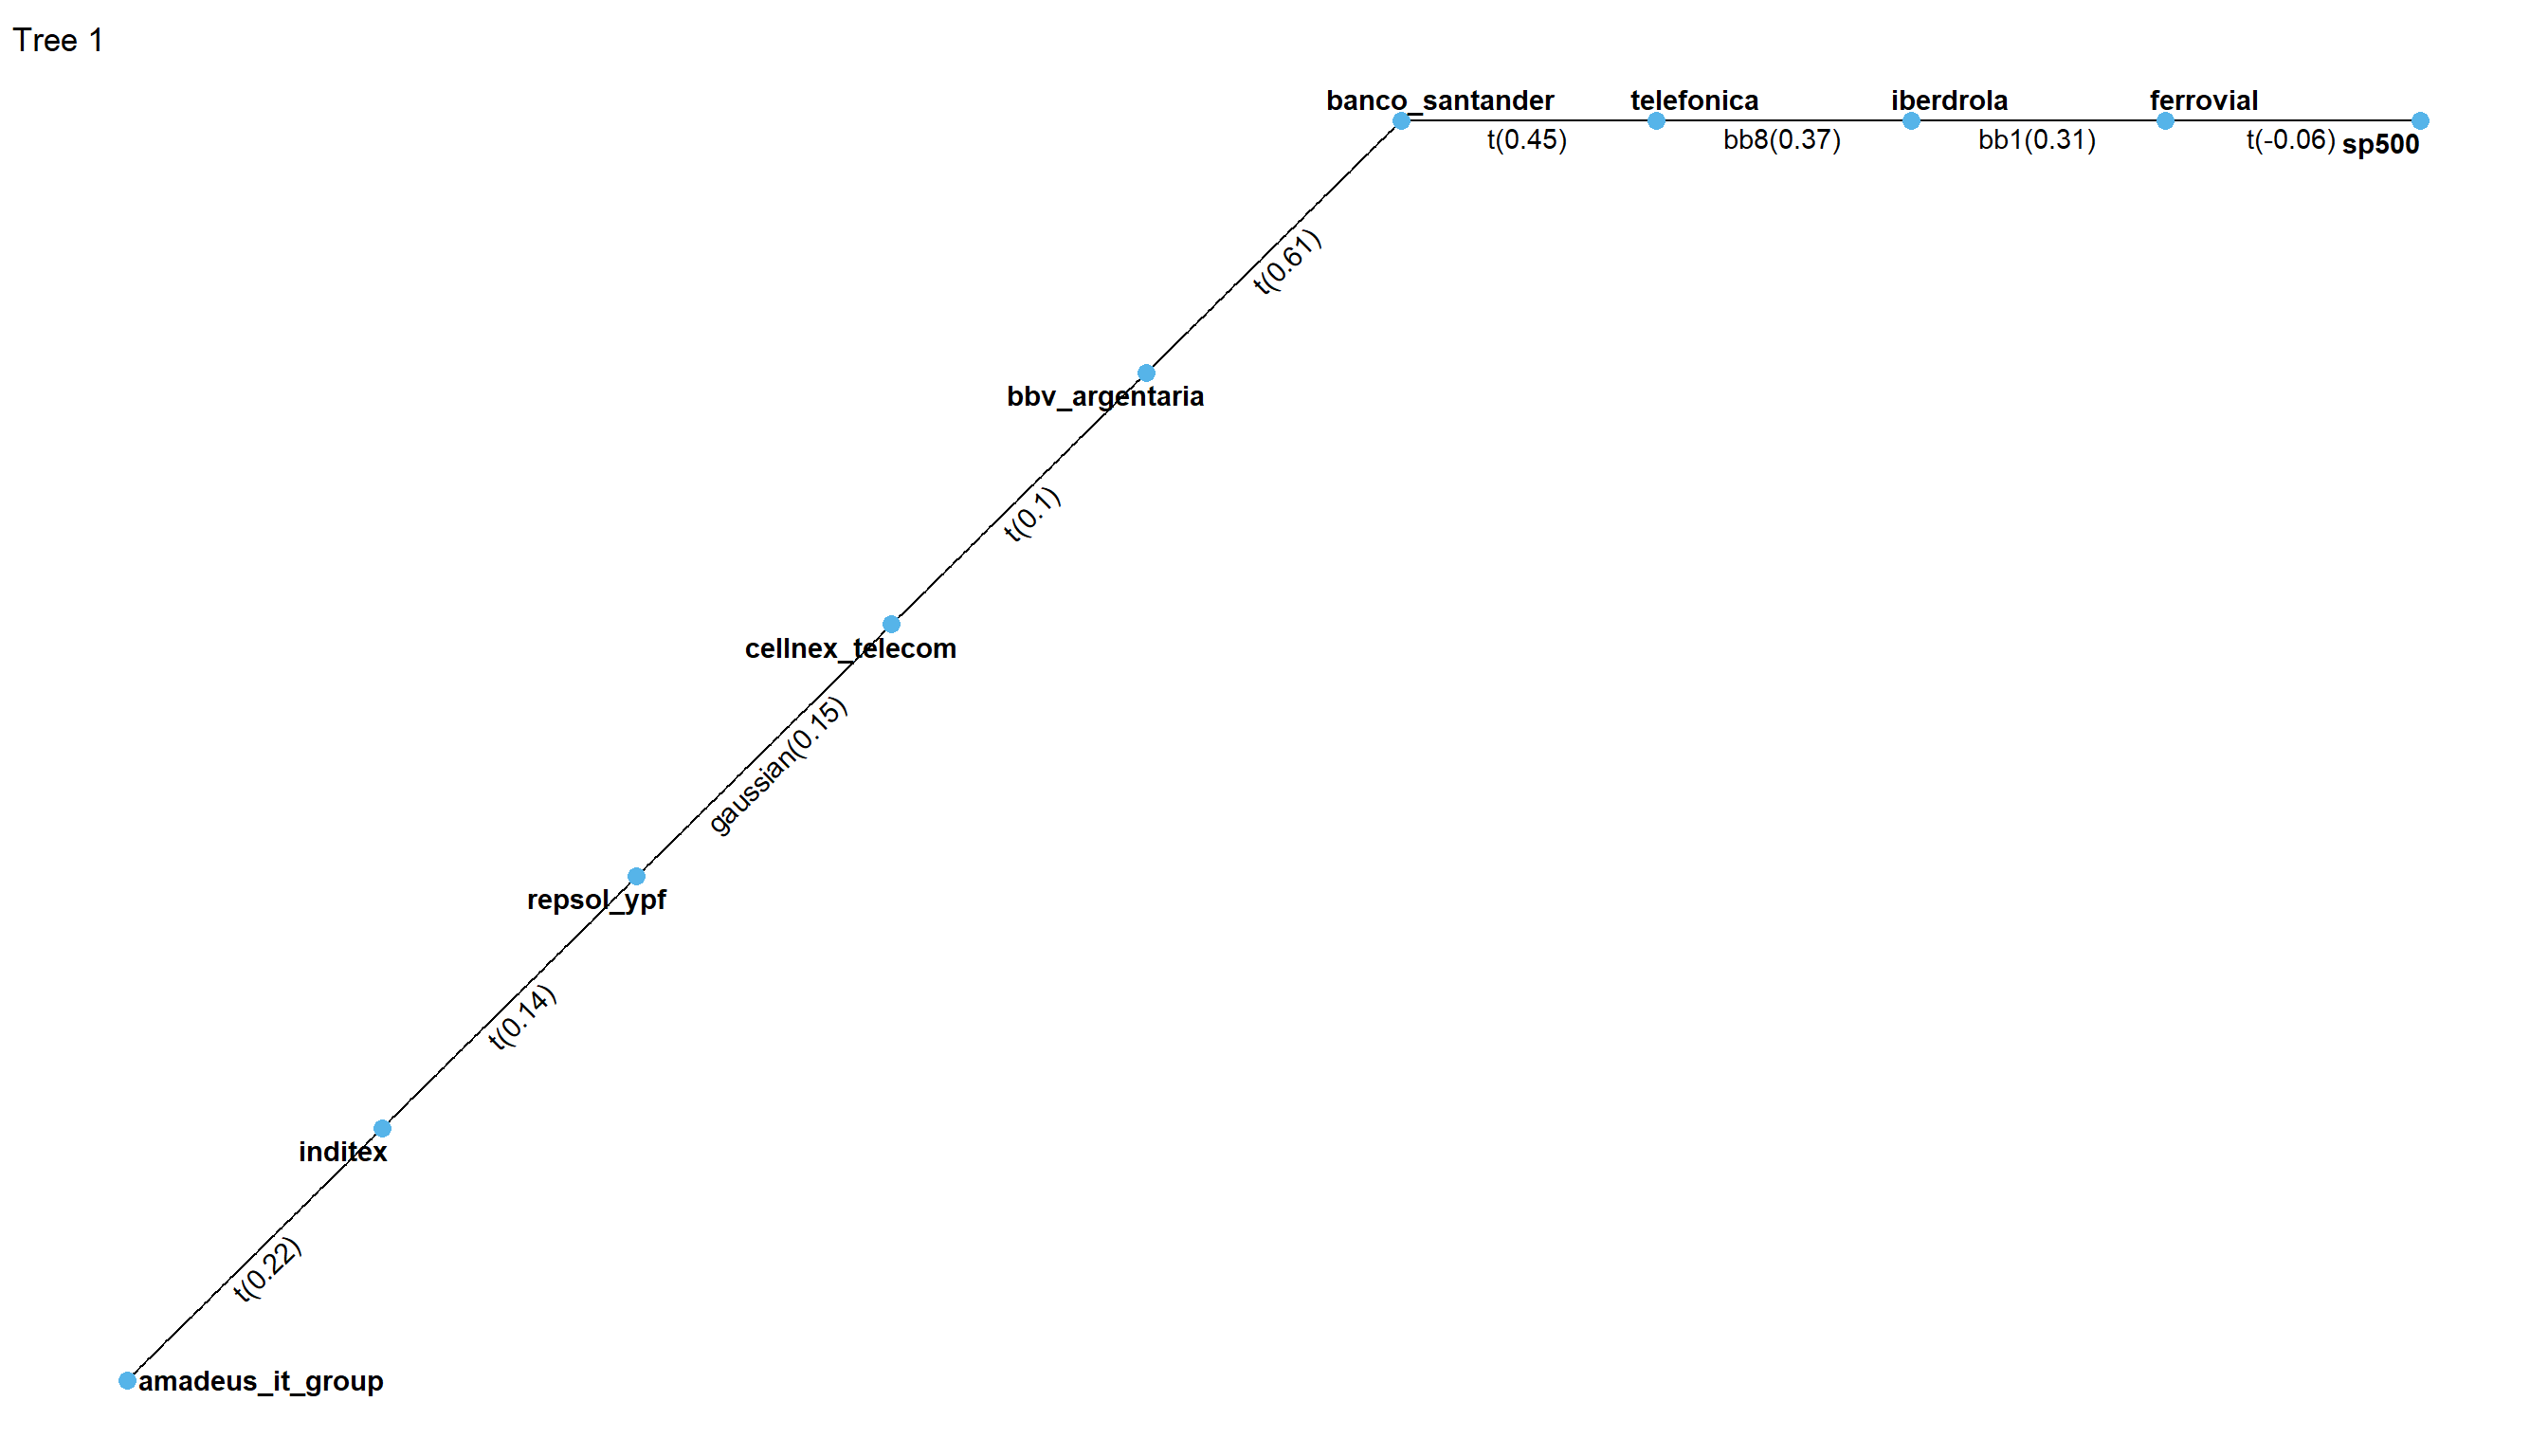 Tree 1
banco_santander
telefonica
iberdrola
ferrovial
t(0.45)
bb8(0.37)
bb1(0.31)
t(-0.06)
sp500
t(0.61)
bbv_argentaria
t(0.1)
cellnex_telecom
gaussian(0.15)
repsol_ypf
t(0.14)
inditex
t(0.22)
amadeus_it_group